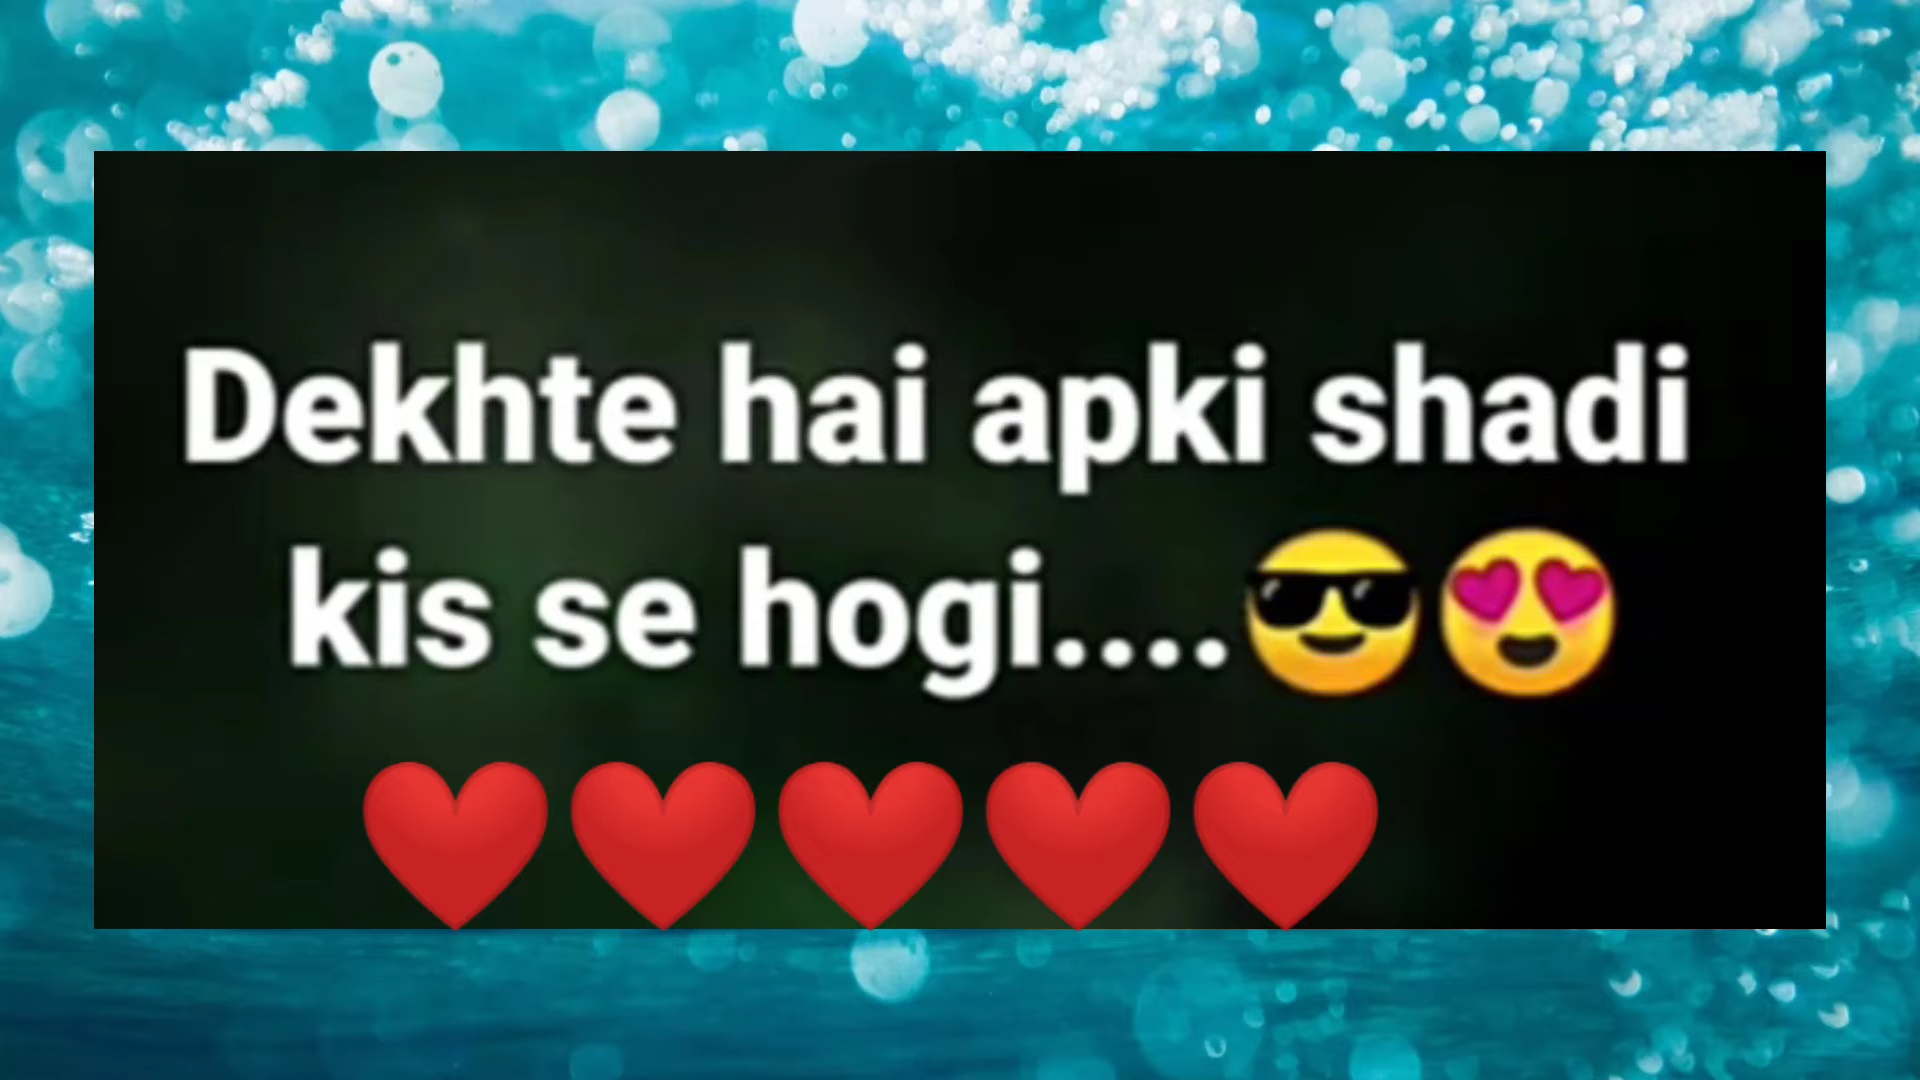 Dekhte hai apki shadi
kis se hogi....😎😍
❤️❤️❤️❤️❤️